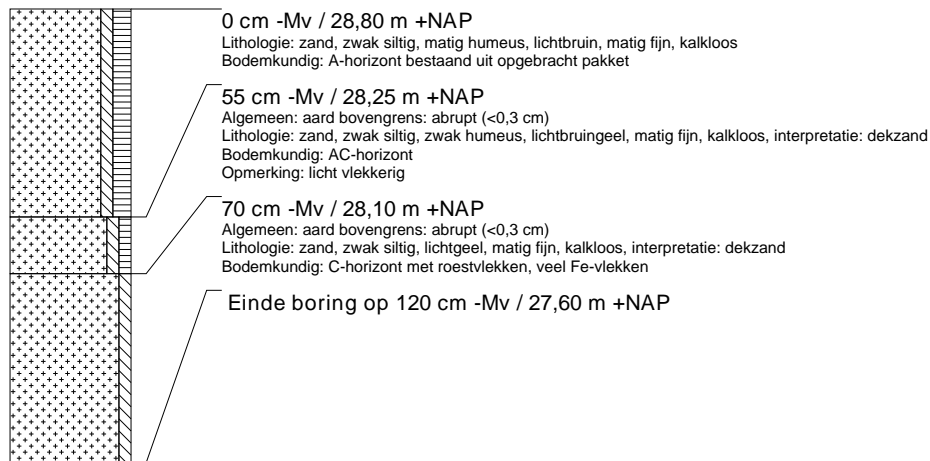 0 cm -Mv / 28,80 m +NAP
Lithologie: zand, zwak siltig, matig humeus, lichtbruin, matig fijn, kalkloos
Bodemkundig: A-horizont bestaand uit opgebracht pakket
55 cm -Mv / 28,25 m +NAP
Algemeen: aard bovengrens: abrupt (<0,3 cm)
Lithologie: zand, zwak siltig, zwak humeus, lichtbruingeel, matig fijn, kalkloos, interpretatie: dekzand
Bodemkundig: AC-horizont
Opmerking: licht vlekkerig
70 cm -Mv / 28,10 m +NAP
Algemeen: aard bovengrens: abrupt (<0,3 cm)
Lithologie: zand, zwak siltig, lichtgeel, matig fijn, kalkloos, interpretatie: dekzand
Bodemkundig: C-horizont met roestvlekken, veel Fe-vlekken
Einde boring op 120 cm -Mv / 27,60 m +NAP